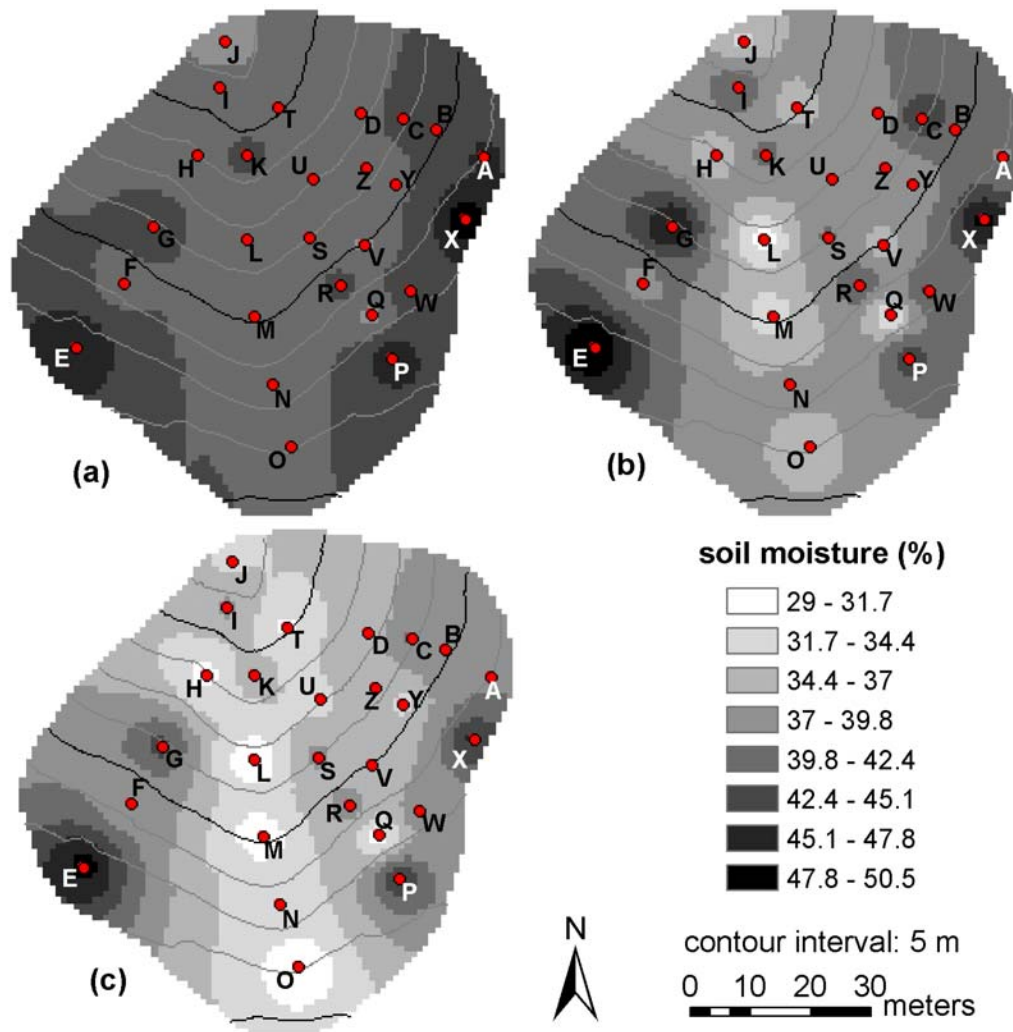 J
I
T
D
C
B
H
K
U
Z
Y
A
G
L
S
V
X
F
R
Q
W
M
E
P
N
O
(a)
J
I
T
D
C
B
H
K
U
Z
Y
A
G
L
S
V
X
F
R
Q
W
M
E
P
N
O
(b)
J
I
T
D
C
B
H
K
U
Z
Y
A
G
L
S
V
X
F
R
Q
W
M
E
P
N
O
(c)
soil moisture (%)
29 - 31.7
31.7 - 34.4
34.4 - 37
37 - 39.8
39.8 - 42.4
42.4 - 45.1
45.1 - 47.8
47.8 - 50.5
N
contour interval: 5 m
0 10 20 30
meters